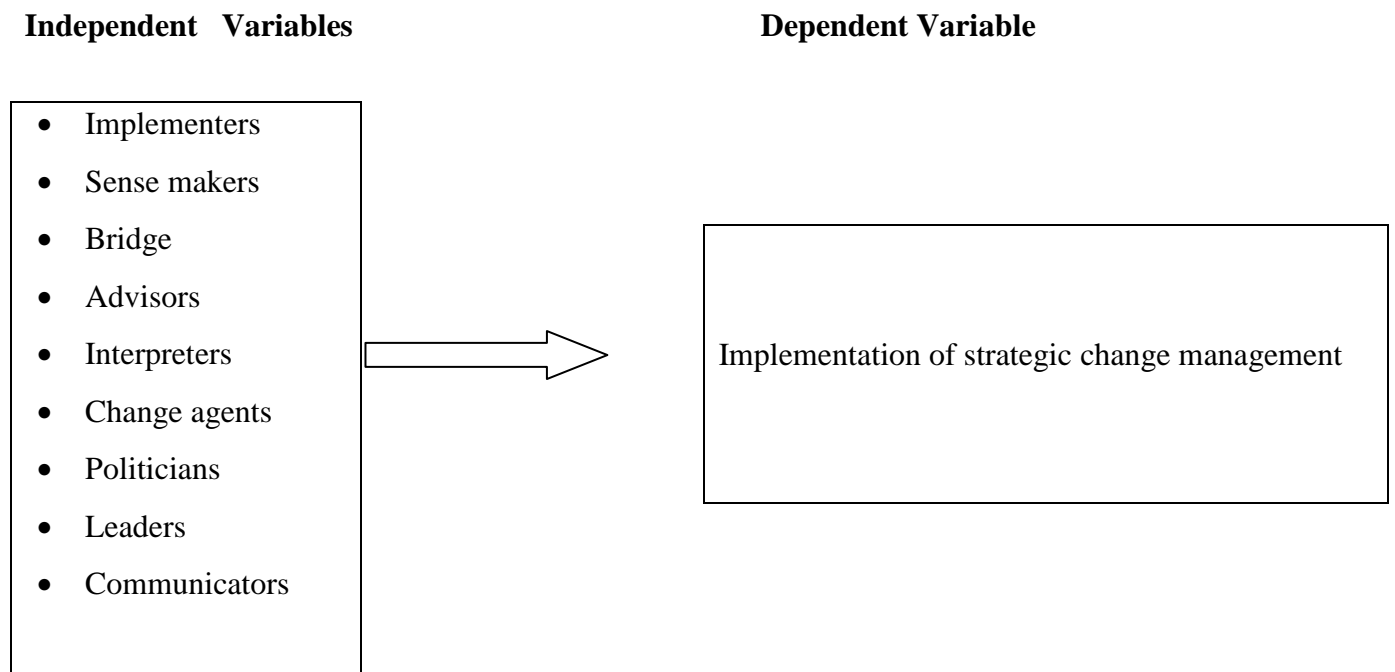 Independent Variables
Dependent Variable
• Implementers
• Sense makers
• Bridge
• Advisors
• Interpreters
• Change agents
• Politicians
• Leaders
• Communicators
Implementation of strategic change management